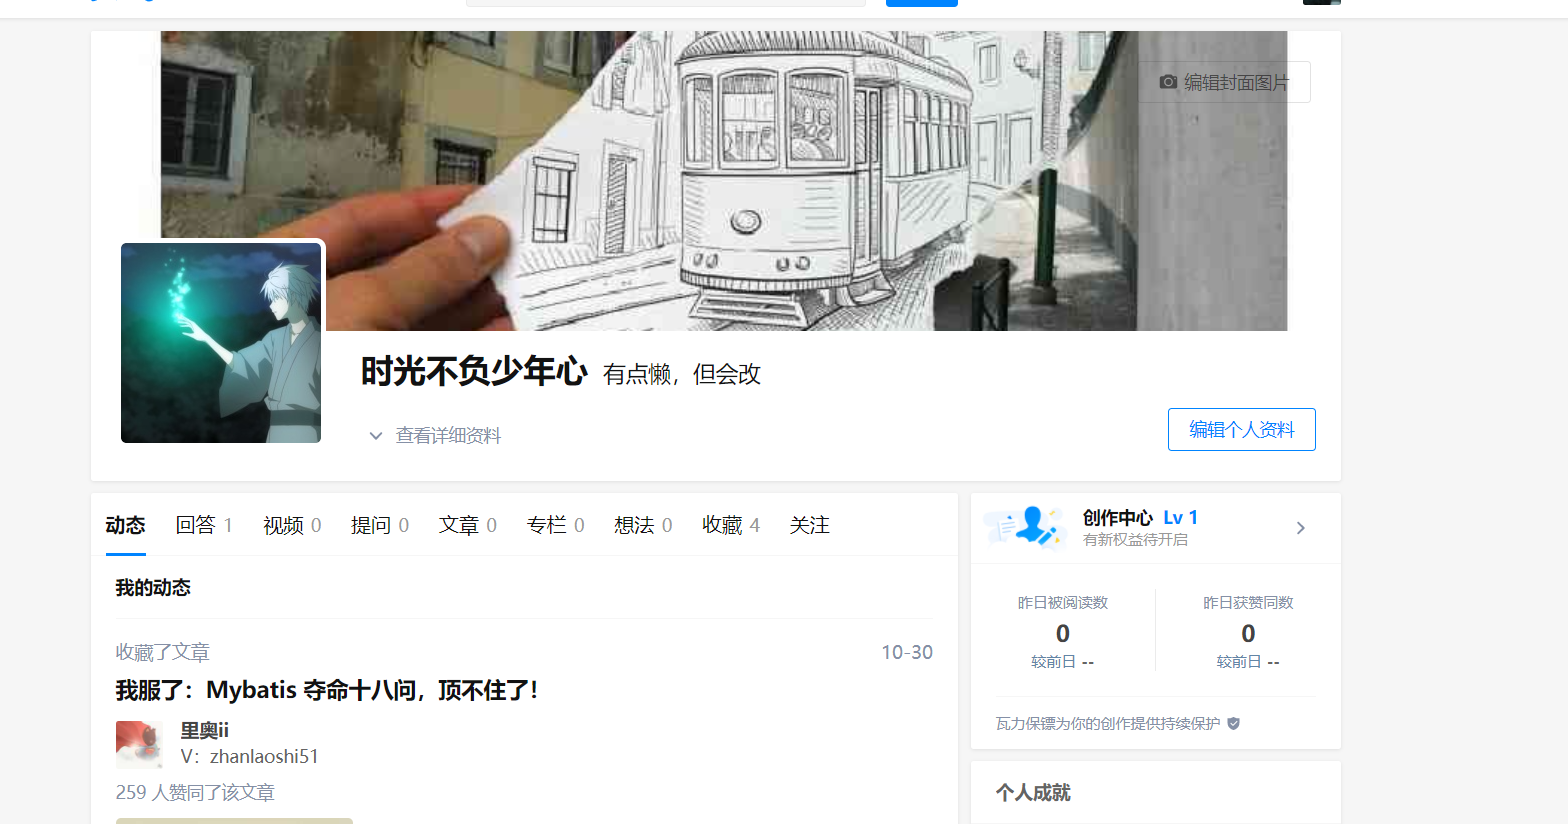 编辑封面图片
时光不负少年心 有点懒，但会改
查看详细资料
编辑个人资料
动态 回答 1 视频 0 提问 0 文章 0 专栏 0 想法 0 收藏 4 关注
我的动态
收藏了文章 10-30
我服了：Mybatis 夺命十八问，顶不住了！
里奥ii
V：zhanlaoshi51
259 人赞同了该文章
创作中心 Lv 1
有新权益待开启
昨日被阅读数 昨日获赞同数
0 0
较前日 -- 较前日 --
瓦力保镖为你的创作提供持续保护
个人成就